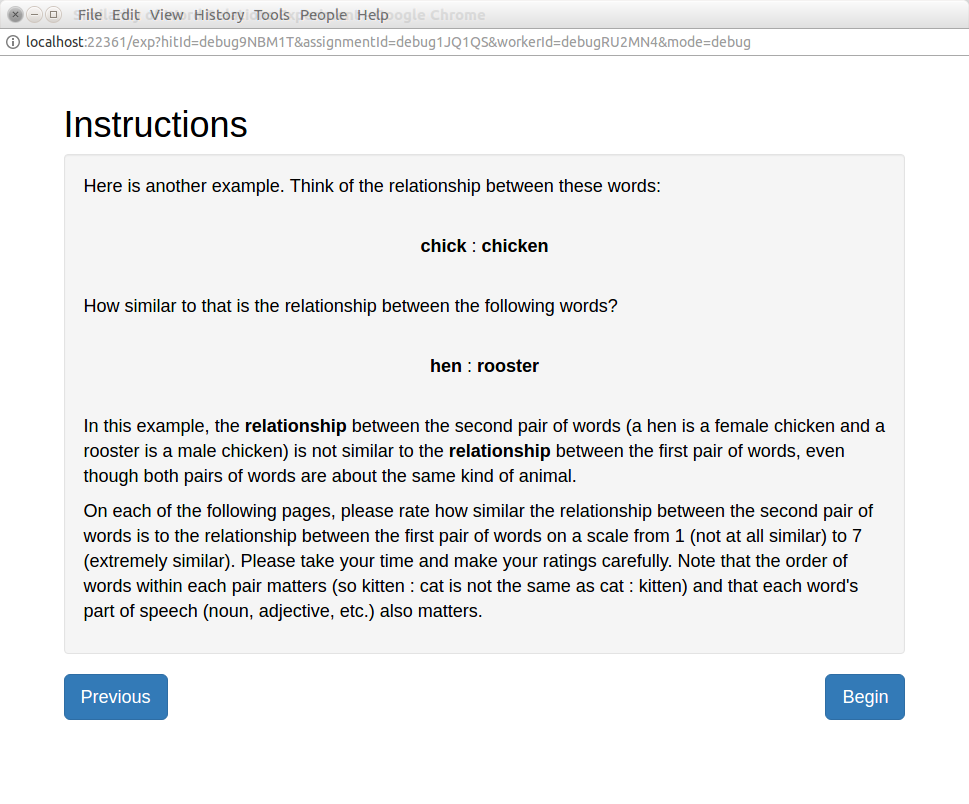 File Edit View History Tools People Help
localhost:22361/exp?hitId=debug9NBM1T&assignmentId=debug1JQ1QS&workerId=debugRU2MN4&mode=debug
Instructions
Here is another example. Think of the relationship between these words:
chick : chicken
How similar to that is the relationship between the following words?
hen : rooster
In this example, the relationship between the second pair of words (a hen is a female chicken and a
rooster is a male chicken) is not similar to the relationship between the first pair of words, even
though both pairs of words are about the same kind of animal.
On each of the following pages, please rate how similar the relationship between the second pair of
words is to the relationship between the first pair of words on a scale from 1 (not at all similar) to 7
(extremely similar). Please take your time and make your ratings carefully. Note that the order of
words within each pair matters (so kitten : cat is not the same as cat : kitten) and that each word's
part of speech (noun, adjective, etc.) also matters.
Previous
Begin